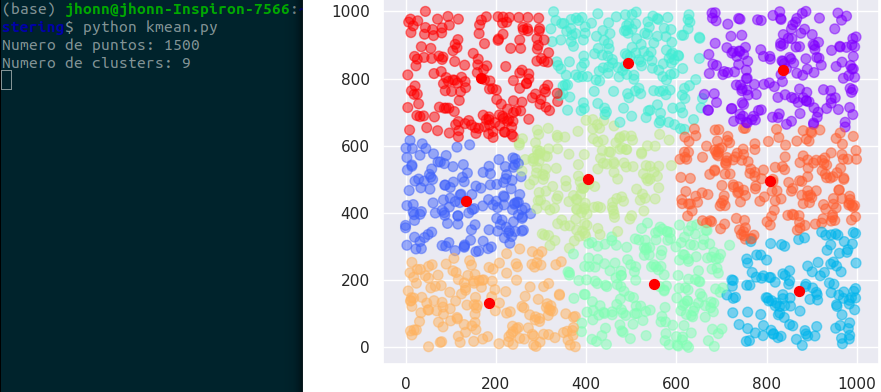 (base) jhonn@jhonn-Inspiron-7566:
stering$ python kmean.py
Numero de puntos: 1500
Numero de clusters: 9
1000
800
600
400
200
0
0 200 400 600 800 1000